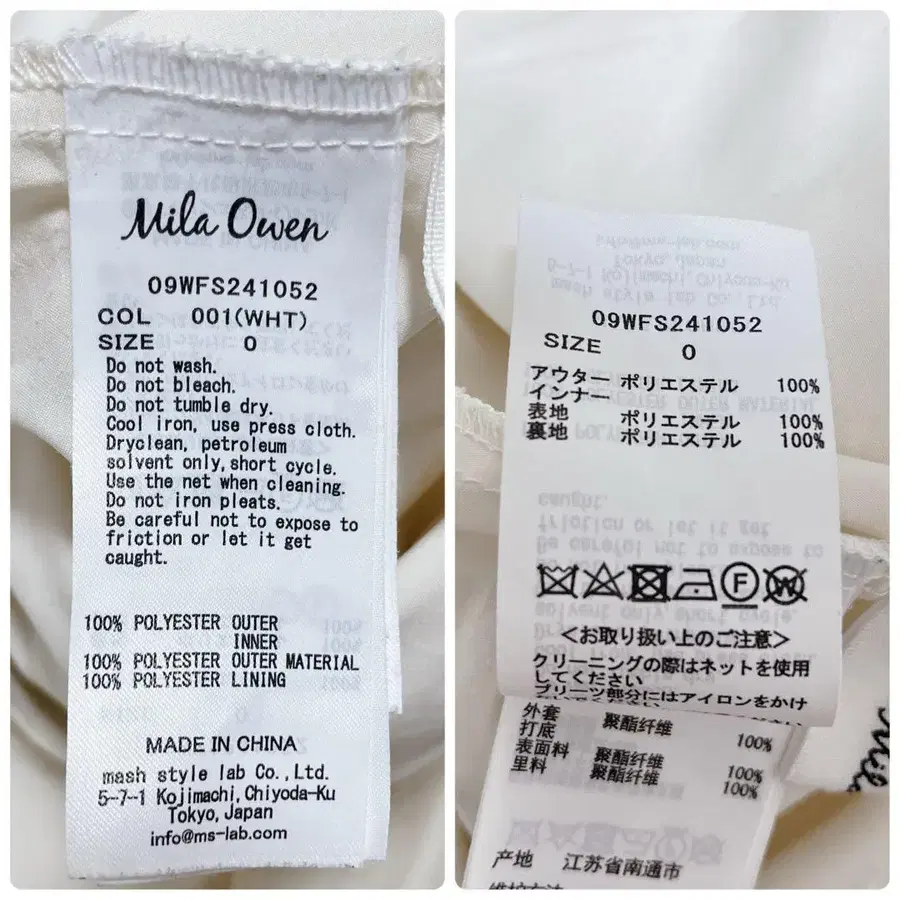 Mila Owen
09WFS241052
COL 001(WHT)
SIZE 0
Do not wash.
Do not bleach.
Do not tumble dry.
Cool iron, use press cloth.
Dryclean, petroleum
solvent only,short cycle.
Use the net when cleaning.
Do not iron pleats.
Be careful not to expose to
friction or let it get
caught.
100% POLYESTER OUTER
INNER
100% POLYESTER OUTER MATERIAL
100% POLYESTER LINING
MADE IN CHINA
mash style lab Co.,Ltd.
5-7-1 Kojimachi,Chiyoda-Ku
Tokyo,Japan
info@ms-lab.com
09WFS241052
SIZE 0
アウター ポリエステル 100%
インナー
表地 ポリエステル 100%
裏地 ポリエステル 100%
F
W
<お取り扱い上のご注意>
クリーニングの際はネットを使用
してください
プリーツ部分にはアイロンをかけ
外套 聚酯纤维 100%
打底
表面料 聚酯纤维 100%
里料 聚酯纤维 100%
产地 江苏省南通市
维护方法